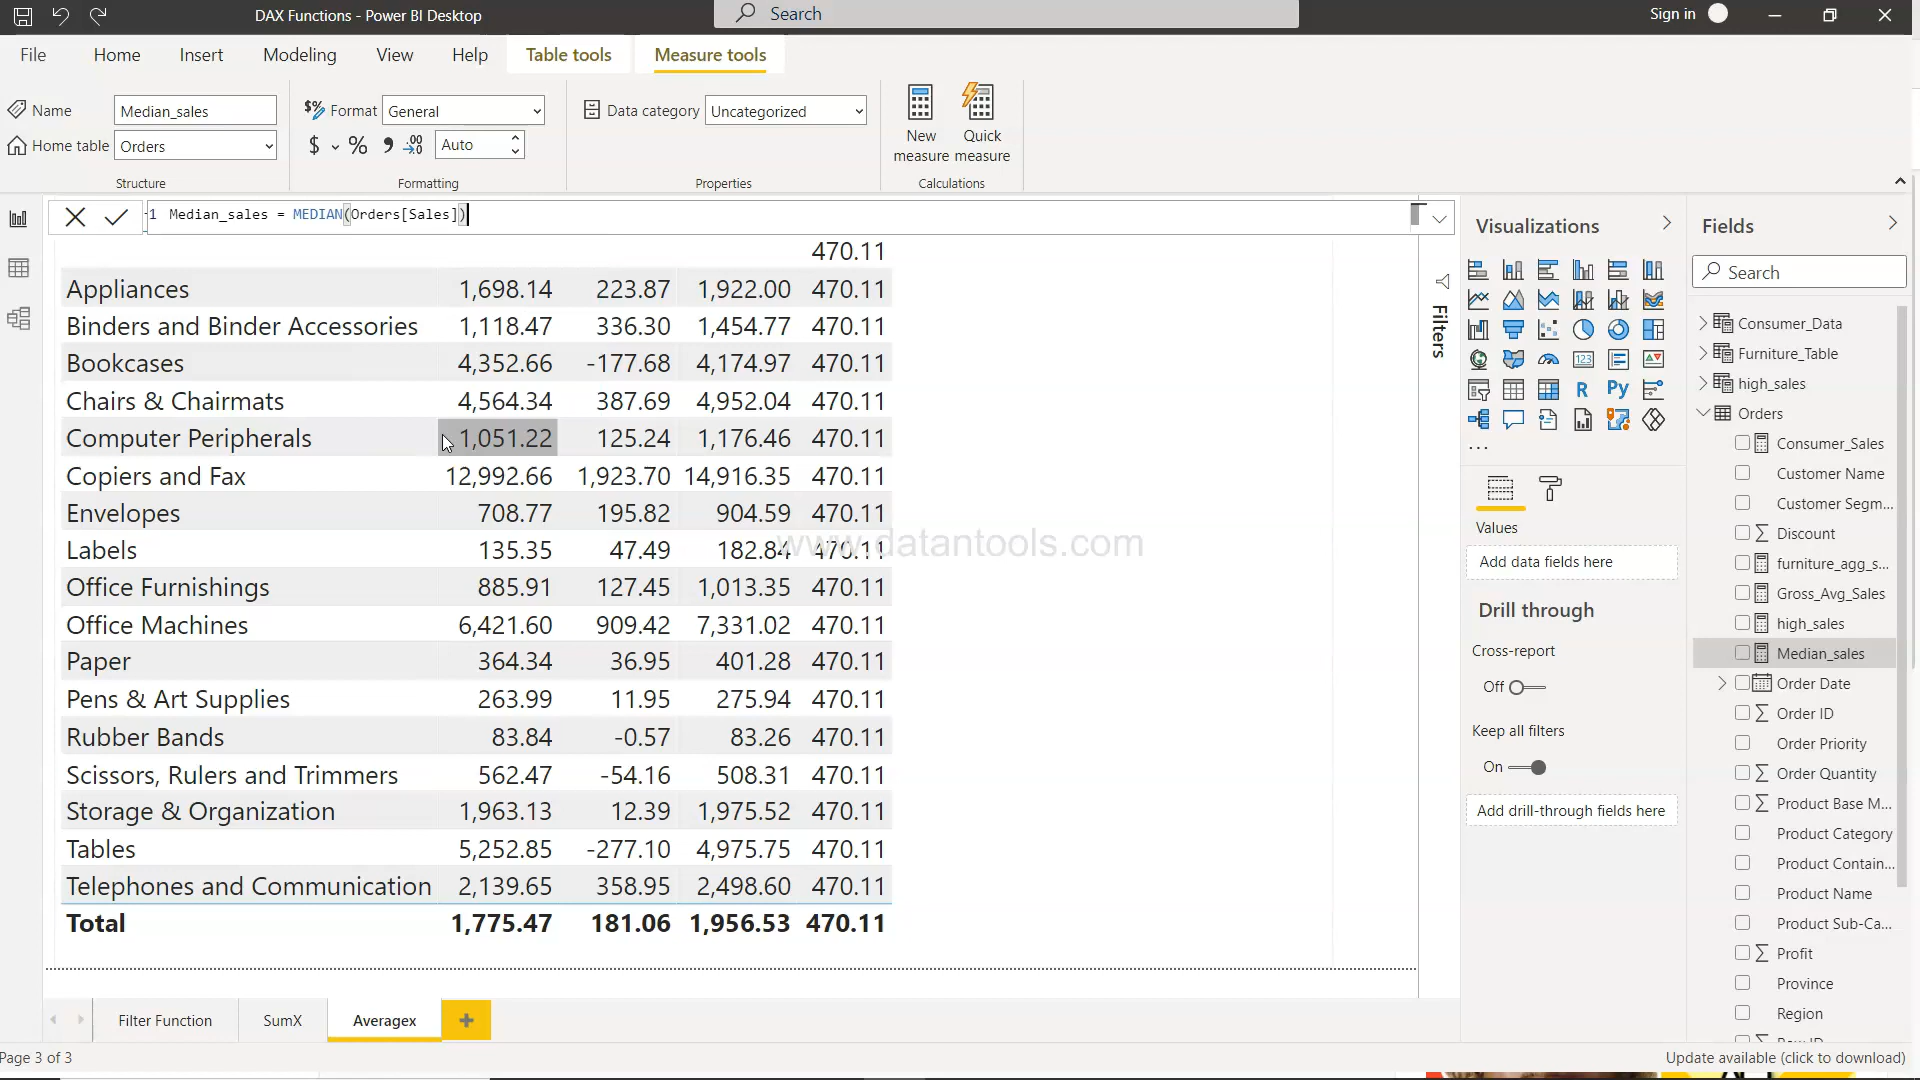 DAX Functions - Power BI Desktop
Search
Sign in
File
Home
Insert
Modeling
View
Help
Table tools
Measure tools
Name
Median_sales
Home table
Orders
Structure
Format
General
$
%
Auto
Formatting
Data category
Uncategorized
Properties
New
measure
Quick
measure
Calculations
1 Median_sales = MEDIAN(Orders[Sales])
470.11
Appliances 1,698.14 223.87 1,922.00 470.11
Binders and Binder Accessories 1,118.47 336.30 1,454.77 470.11
Bookcases 4,352.66 -177.68 4,174.97 470.11
Chairs & Chairmats 4,564.34 387.69 4,952.04 470.11
Computer Peripherals 1,051.22 125.24 1,176.46 470.11
Copiers and Fax 12,992.66 1,923.70 14,916.35 470.11
Envelopes 708.77 195.82 904.59 470.11
Labels 135.35 47.49 182.84 470.11
www.datantools.com
Office Furnishings 885.91 127.45 1,013.35 470.11
Office Machines 6,421.60 909.42 7,331.02 470.11
Paper 364.34 36.95 401.28 470.11
Pens & Art Supplies 263.99 11.95 275.94 470.11
Rubber Bands 83.84 -0.57 83.26 470.11
Scissors, Rulers and Trimmers 562.47 -54.16 508.31 470.11
Storage & Organization 1,963.13 12.39 1,975.52 470.11
Tables 5,252.85 -277.10 4,975.75 470.11
Telephones and Communication 2,139.65 358.95 2,498.60 470.11
Total 1,775.47 181.06 1,956.53 470.11
Filters
Visualizations
R
Py
123
...
Values
Add data fields here
Drill through
Cross-report
Off
Keep all filters
On
Add drill-through fields here
Fields
Search
Consumer_Data
Furniture_Table
high_sales
Orders
Consumer_Sales
Customer Name
Customer Segm...
Discount
furniture_agg_s...
Gross_Avg_Sales
high_sales
Median_sales
Order Date
Order ID
Order Priority
Order Quantity
Product Base M...
Product Category
Product Contain...
Product Name
Product Sub-Ca...
Profit
Province
Region
Filter Function
SumX
Averagex
+
Page 3 of 3
Update available (click to download)